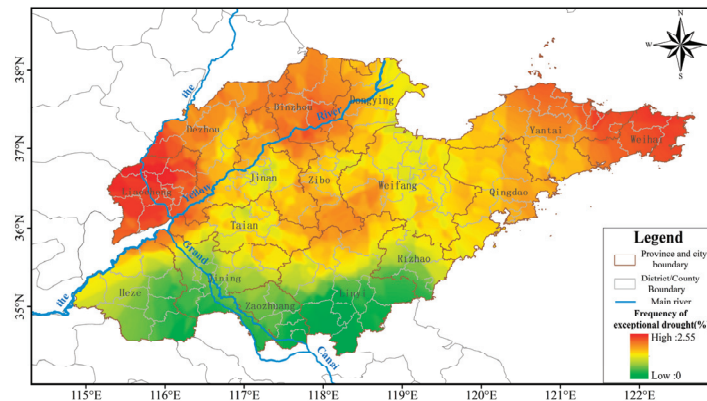 N
W E
S
38°N
37°N
36°N
35°N
ihe
Dezhou
Binzhou
Dongying
River
Yellow
Jinan
Zibo
Weifang
Yantai
Weihai
Qingdao
Liaocheng
Taian
Grand
Jining
Rizhao
Heze
Zaozhuang
Linyi
ihe
Canal
Legend
Province and city
boundary
District/County
Boundary
Main river
Frequency of
exceptional drought(%)
High :2.55
Low :0
115°E 116°E 117°E 118°E 119°E 120°E 121°E 122°E